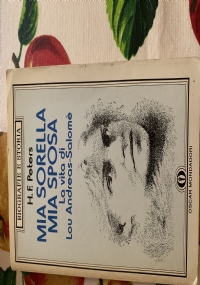 BIOGRAFIE E STORIA
H.F. Peters
MIA SORELLA
MIA SPOSA
La vita di
Lou Andreas-Salomé
OSCAR MONDADORI